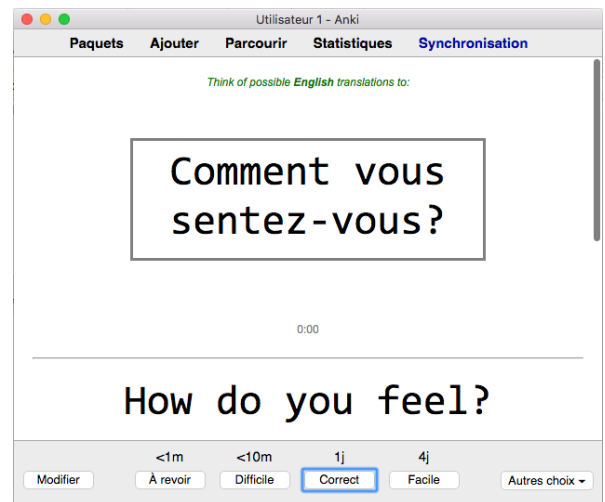 Utilisateur 1 - Anki
Paquets Ajouter Parcourir Statistiques Synchronisation
Think of possible English translations to:
Comment vous
sentez-vous?
0:00
How do you feel?
<1m <10m 1j 4j
Modifier À revoir Difficile Correct Facile Autres choix